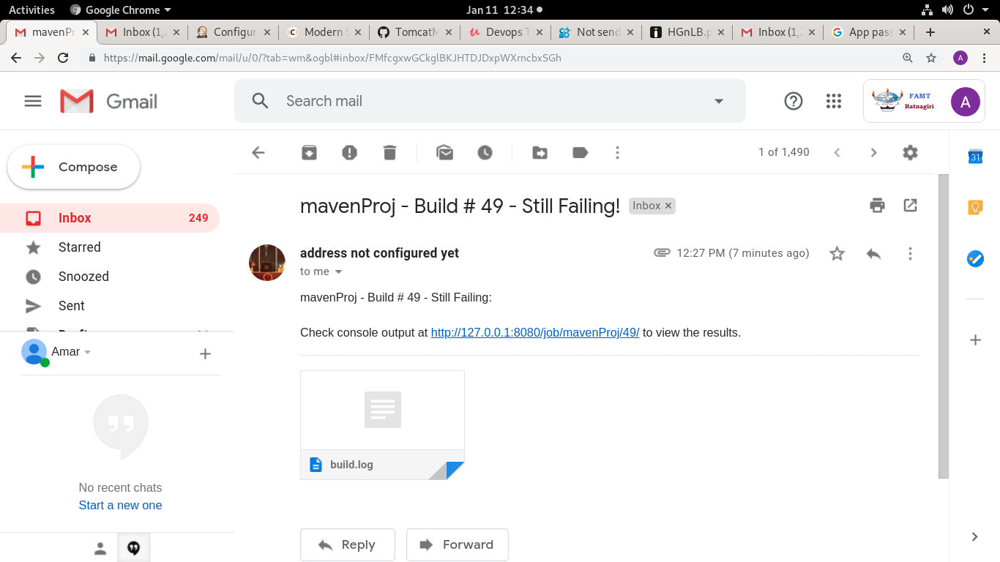 Activities Google Chrome Jan 11 12:34
mavenPr Inbox (1,2 Configur Modern S TomcatM Devops T Not send HGnLB.p Inbox (1,2 App pass
https://mail.google.com/mail/u/0/?tab=wm&ogbl#inbox/FMfcgxwGCkglBKJHTDJDxpWXrncbxSGh A
Gmail Search mail FAMT Ratnagiri A
Compose 1 of 1,490 31
mavenProj - Build # 49 - Still Failing! Inbox ×
Inbox 249
Starred
Snoozed
Sent
address not configured yet 12:27 PM (7 minutes ago)
to me
mavenProj - Build # 49 - Still Failing:
Check console output at http://127.0.0.1:8080/job/mavenProj/49/ to view the results.
Amar
build.log
No recent chats
Start a new one
Reply Forward